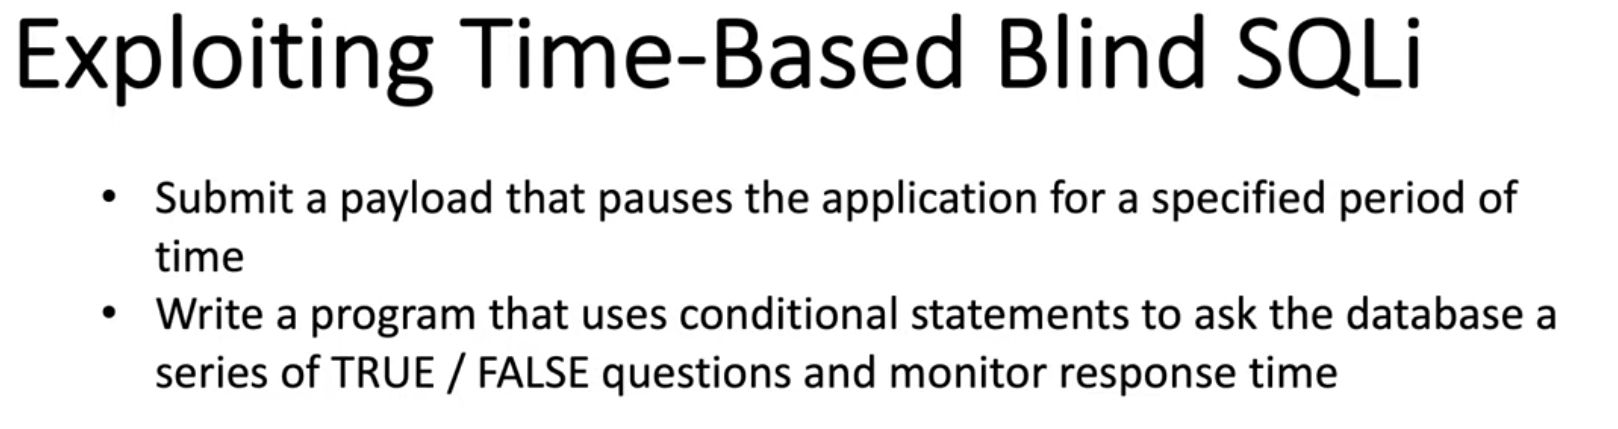 Exploiting Time-Based Blind SQLi
• Submit a payload that pauses the application for a specified period of
time
• Write a program that uses conditional statements to ask the database a
series of TRUE / FALSE questions and monitor response time